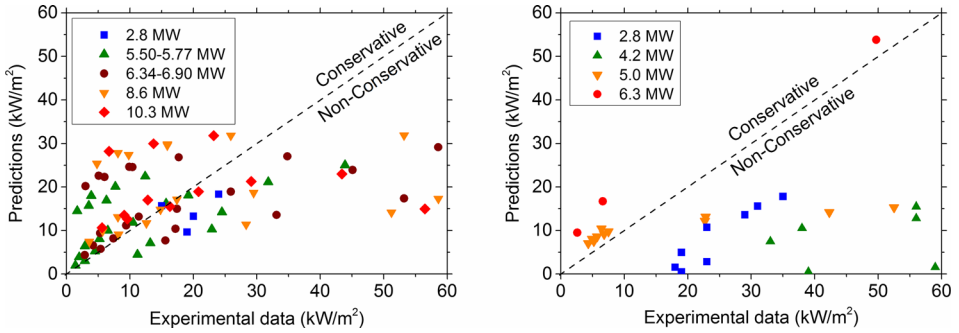 60
50
40
30
20
10
0
Predictions (kW/m²)
2.8 MW
5.50-5.77 MW
6.34-6.90 MW
8.6 MW
10.3 MW
Conservative
Non-Conservative
0 10 20 30 40 50 60
Experimental data (kW/m²)
60
50
40
30
20
10
0
Predictions (kW/m²)
2.8 MW
4.2 MW
5.0 MW
6.3 MW
Conservative
Non-Conservative
0 10 20 30 40 50 60
Experimental data (kW/m²)